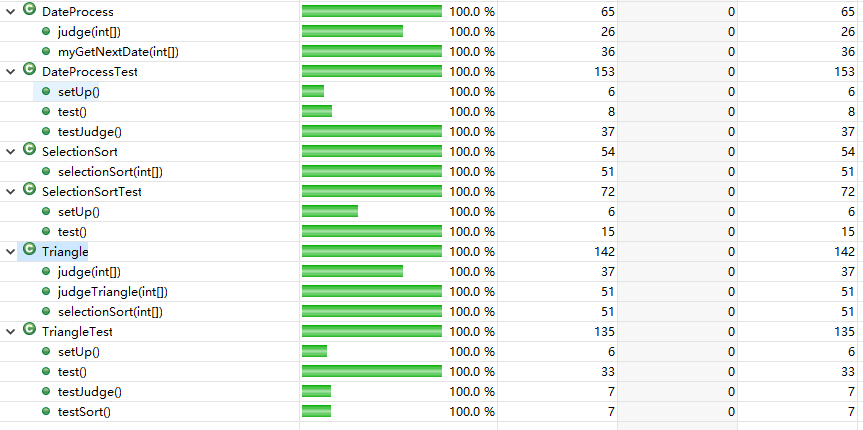 DateProcess 100.0 % 65 0 65
judge(int[]) 100.0 % 26 0 26
myGetNextDate(int[]) 100.0 % 36 0 36
DateProcessTest 100.0 % 153 0 153
setUp() 100.0 % 6 0 6
test() 100.0 % 8 0 8
testJudge() 100.0 % 37 0 37
SelectionSort 100.0 % 54 0 54
selectionSort(int[]) 100.0 % 51 0 51
SelectionSortTest 100.0 % 72 0 72
setUp() 100.0 % 6 0 6
test() 100.0 % 15 0 15
Triangle 100.0 % 142 0 142
judge(int[]) 100.0 % 37 0 37
judgeTriangle(int[]) 100.0 % 51 0 51
selectionSort(int[]) 100.0 % 51 0 51
TriangleTest 100.0 % 135 0 135
setUp() 100.0 % 6 0 6
test() 100.0 % 33 0 33
testJudge() 100.0 % 7 0 7
testSort() 100.0 % 7 0 7